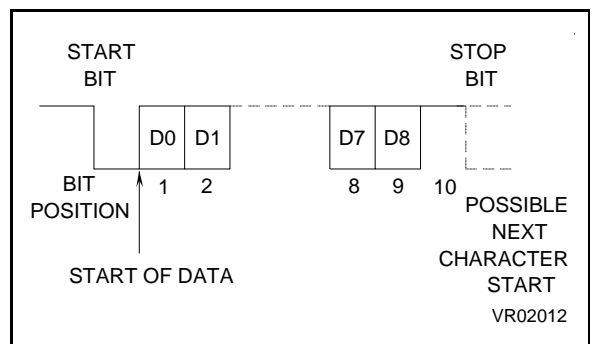 START
BIT
STOP
BIT
D0 D1 D7 D8
BIT
POSITION
1 2 8 9 10
POSSIBLE
NEXT
CHARACTER
START
START OF DATA
VR02012